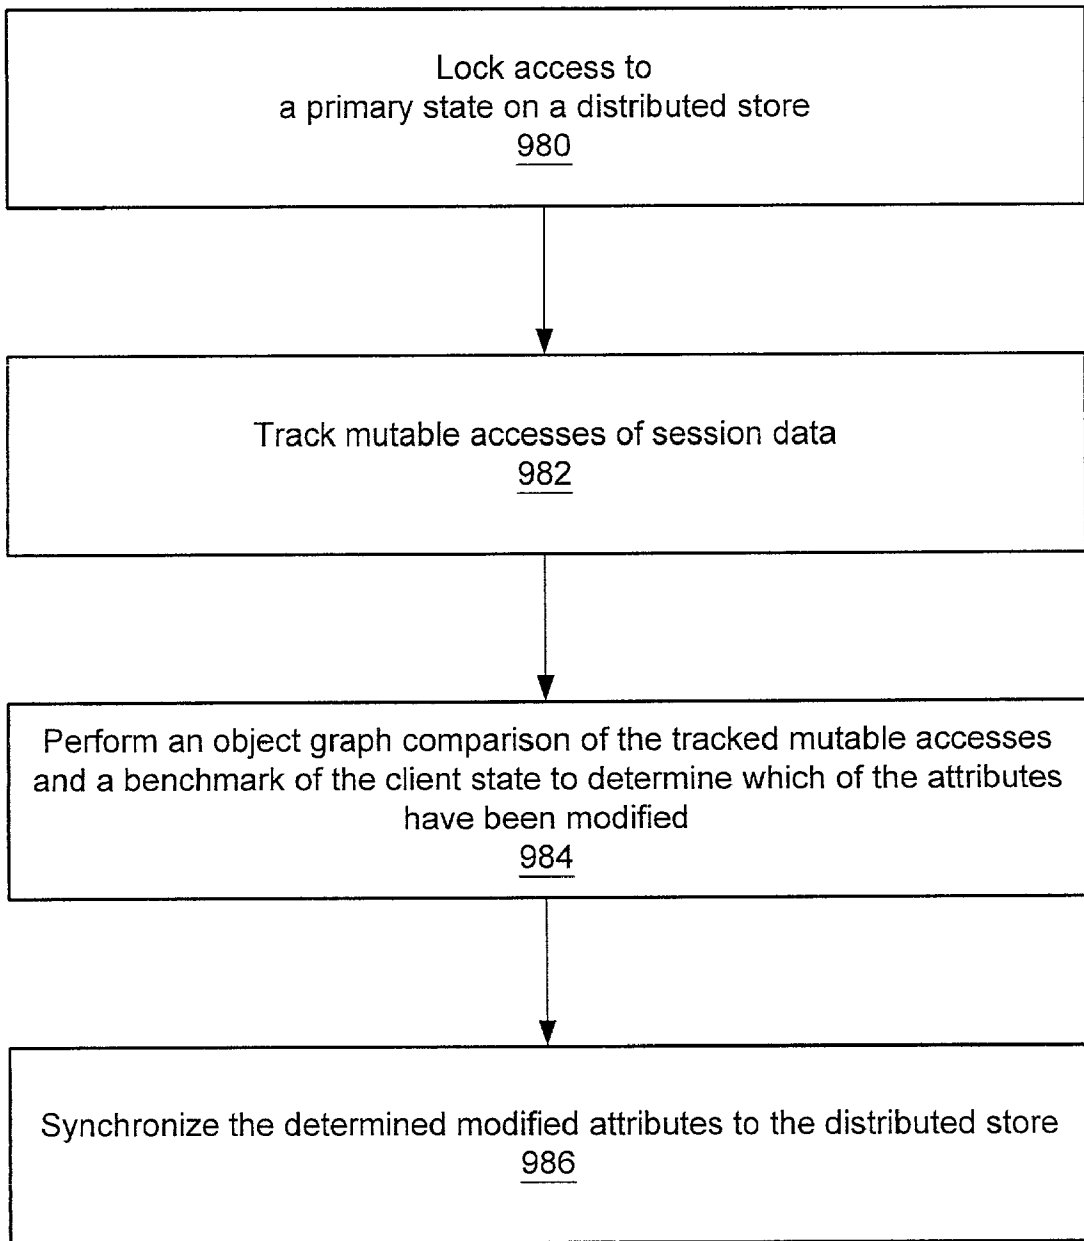 Lock access to
a primary state on a distributed store
980
Track mutable accesses of session data
982
Perform an object graph comparison of the tracked mutable accesses
and a benchmark of the client state to determine which of the attributes
have been modified
984
Synchronize the determined modified attributes to the distributed store
986